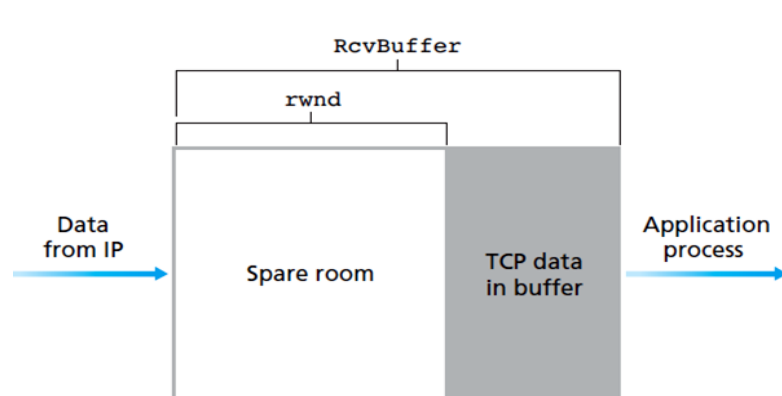 RcvBuffer
rwnd
Data
from IP
Spare room
TCP data
in buffer
Application
process